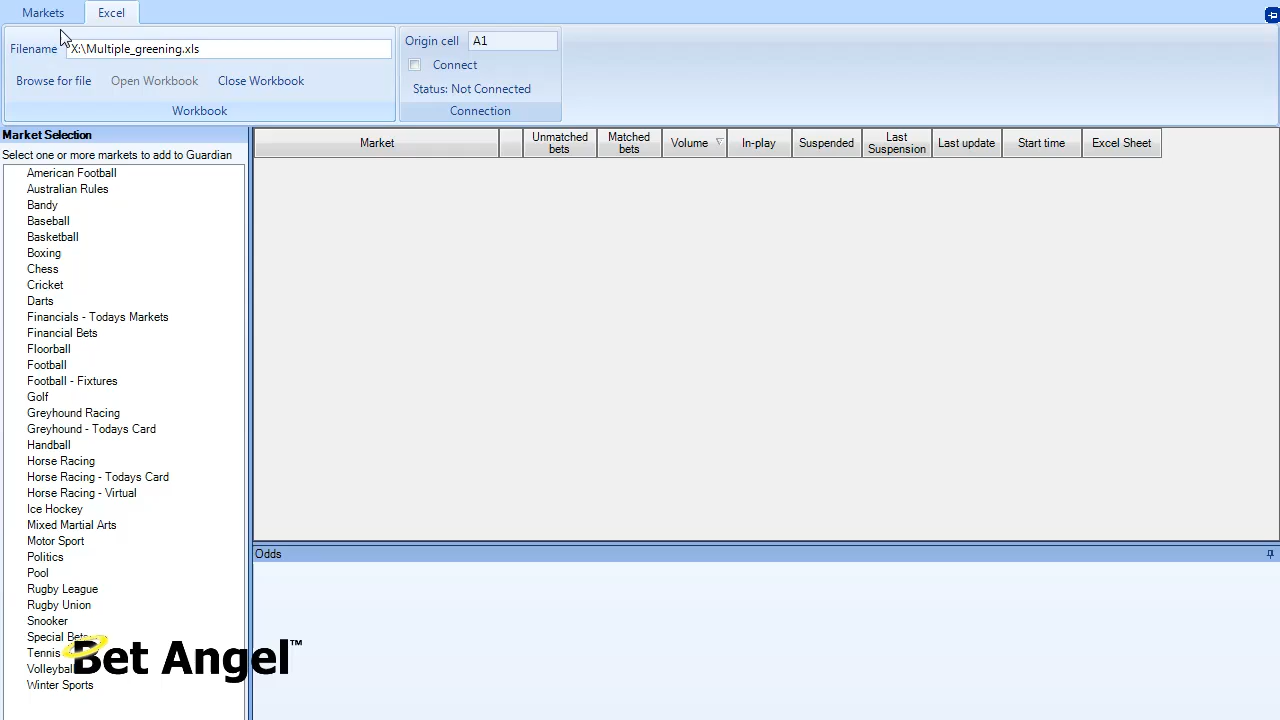 Markets
Excel
Filename
X:\Multiple_greening.xls
Browse for file
Open Workbook
Close Workbook
Workbook
Origin cell
A1
Connect
Status: Not Connected
Connection
Market Selection
Select one or more markets to add to Guardian
American Football
Australian Rules
Bandy
Baseball
Basketball
Boxing
Chess
Cricket
Darts
Financials - Todays Markets
Financial Bets
Floorball
Football
Football - Fixtures
Golf
Greyhound Racing
Greyhound - Todays Card
Handball
Horse Racing
Horse Racing - Todays Card
Horse Racing - Virtual
Ice Hockey
Mixed Martial Arts
Motor Sport
Politics
Pool
Rugby League
Rugby Union
Snooker
Special Bets
Tennis
Volleyball
Winter Sports
Bet Angel™
Market
Unmatched
bets
Matched
bets
Volume
In-play
Suspended
Last
Suspension
Last update
Start time
Excel Sheet
Odds